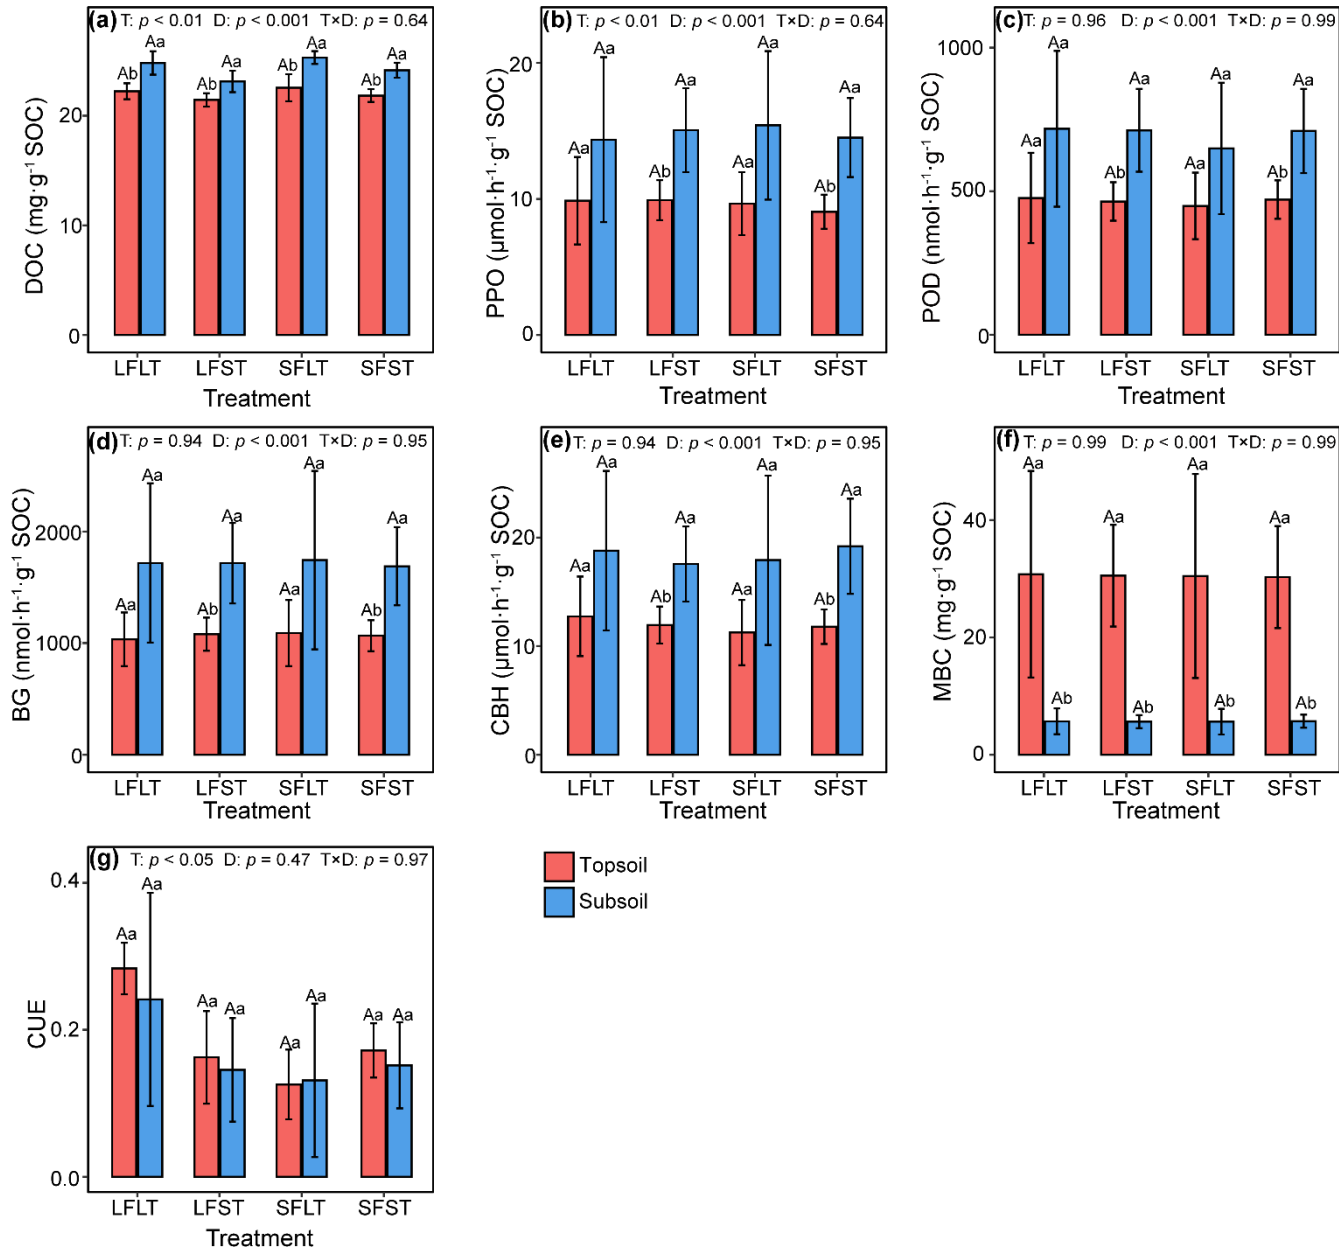 (a) T: p < 0.01 D: p < 0.001 T×D: p = 0.64
Ab Aa Ab Aa Ab Aa Ab Aa
DOC (mg·g⁻¹ SOC)
20
10
0
LFLT LFST SFLT SFST
Treatment
(b) T: p < 0.01 D: p < 0.001 T×D: p = 0.64
Aa Aa Ab Aa Aa Aa Ab Aa
PPO (µmol·h⁻¹·g⁻¹ SOC)
20
10
0
LFLT LFST SFLT SFST
Treatment
(c) T: p = 0.96 D: p < 0.001 T×D: p = 0.99
Aa Aa Ab Aa Aa Aa Ab Aa
POD (nmol·h⁻¹·g⁻¹ SOC)
1000
500
0
LFLT LFST SFLT SFST
Treatment
(d) T: p = 0.94 D: p < 0.001 T×D: p = 0.95
Aa Aa Ab Aa Aa Aa Ab Aa
BG (nmol·h⁻¹·g⁻¹ SOC)
2000
1000
0
LFLT LFST SFLT SFST
Treatment
(e) T: p = 0.94 D: p < 0.001 T×D: p = 0.95
Aa Aa Ab Aa Aa Aa Ab Aa
CBH (µmol·h⁻¹·g⁻¹ SOC)
20
10
0
LFLT LFST SFLT SFST
Treatment
(f) T: p = 0.99 D: p < 0.001 T×D: p = 0.99
Aa Ab Aa Ab Aa Ab Aa Ab
MBC (mg·g⁻¹ SOC)
40
20
0
LFLT LFST SFLT SFST
Treatment
(g) T: p < 0.05 D: p = 0.47 T×D: p = 0.97
Aa Aa Aa Aa Aa Aa Aa Aa
CUE
0.4
0.2
0.0
LFLT LFST SFLT SFST
Treatment
Topsoil
Subsoil